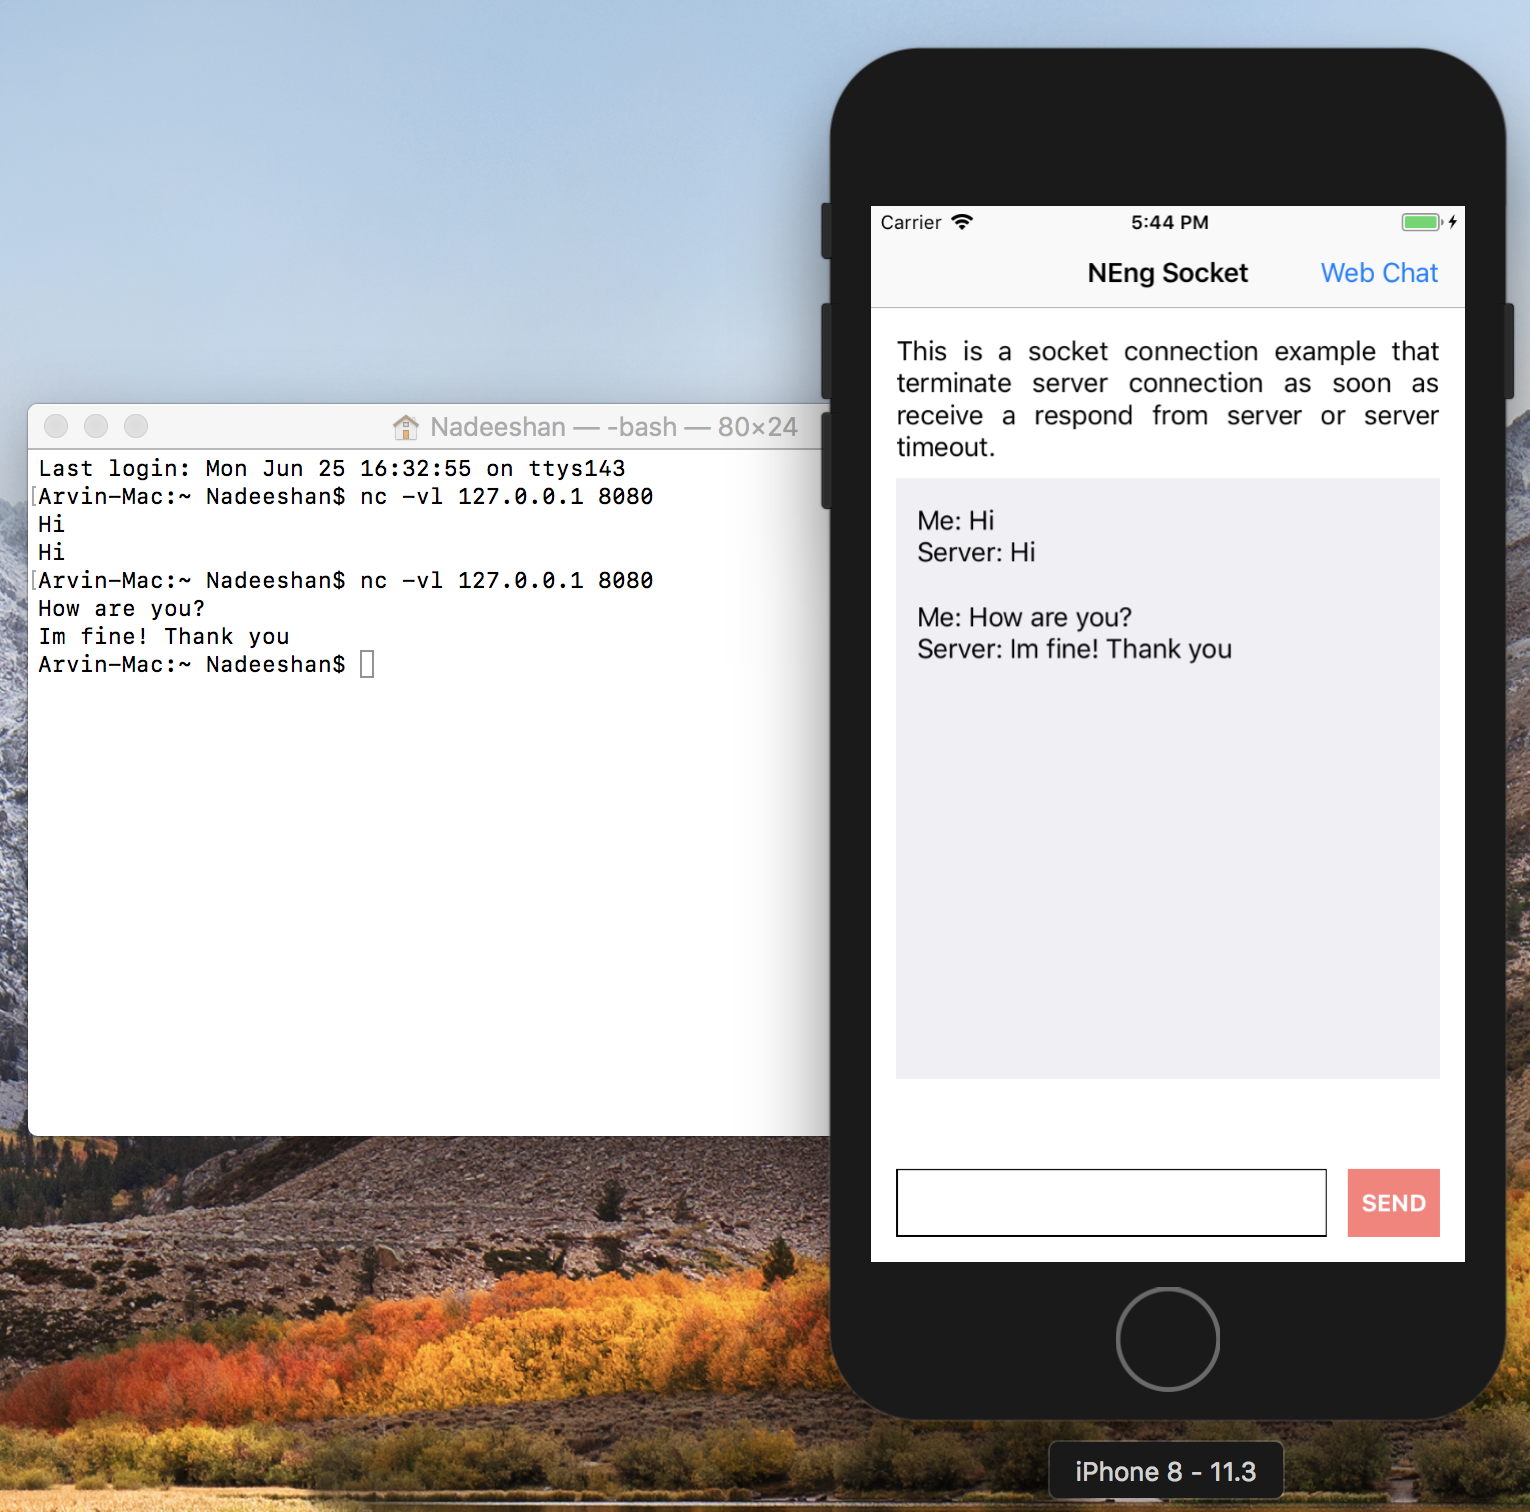 Nadeeshan — -bash — 80×24
Last login: Mon Jun 25 16:32:55 on ttys143
[Arvin-Mac:~ Nadeeshan$ nc -vl 127.0.0.1 8080
Hi
Hi
[Arvin-Mac:~ Nadeeshan$ nc -vl 127.0.0.1 8080
How are you?
Im fine! Thank you
Arvin-Mac:~ Nadeeshan$
Carrier 5:44 PM
NEng Socket Web Chat
This is a socket connection example that
terminate server connection as soon as
receive a respond from server or server
timeout.
Me: Hi
Server: Hi
Me: How are you?
Server: Im fine! Thank you
SEND
iPhone 8 - 11.3